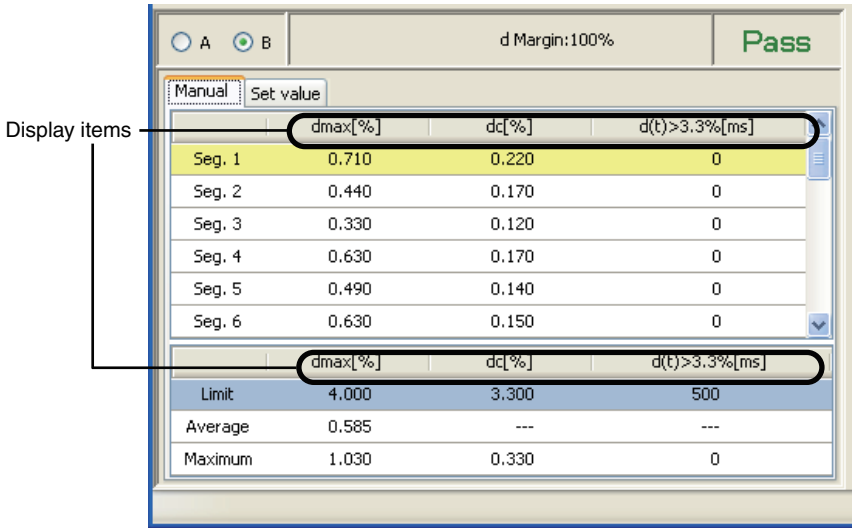 A B d Margin:100% Pass
Manual Set value
Display items
dmax[%] dc[%] d(t)>3.3%[ms]
Seg. 1 0.710 0.220 0
Seg. 2 0.440 0.170 0
Seg. 3 0.330 0.120 0
Seg. 4 0.630 0.170 0
Seg. 5 0.490 0.140 0
Seg. 6 0.630 0.150 0
dmax[%] dc[%] d(t)>3.3%[ms]
Limit 4.000 3.300 500
Average 0.585 --- ---
Maximum 1.030 0.330 0